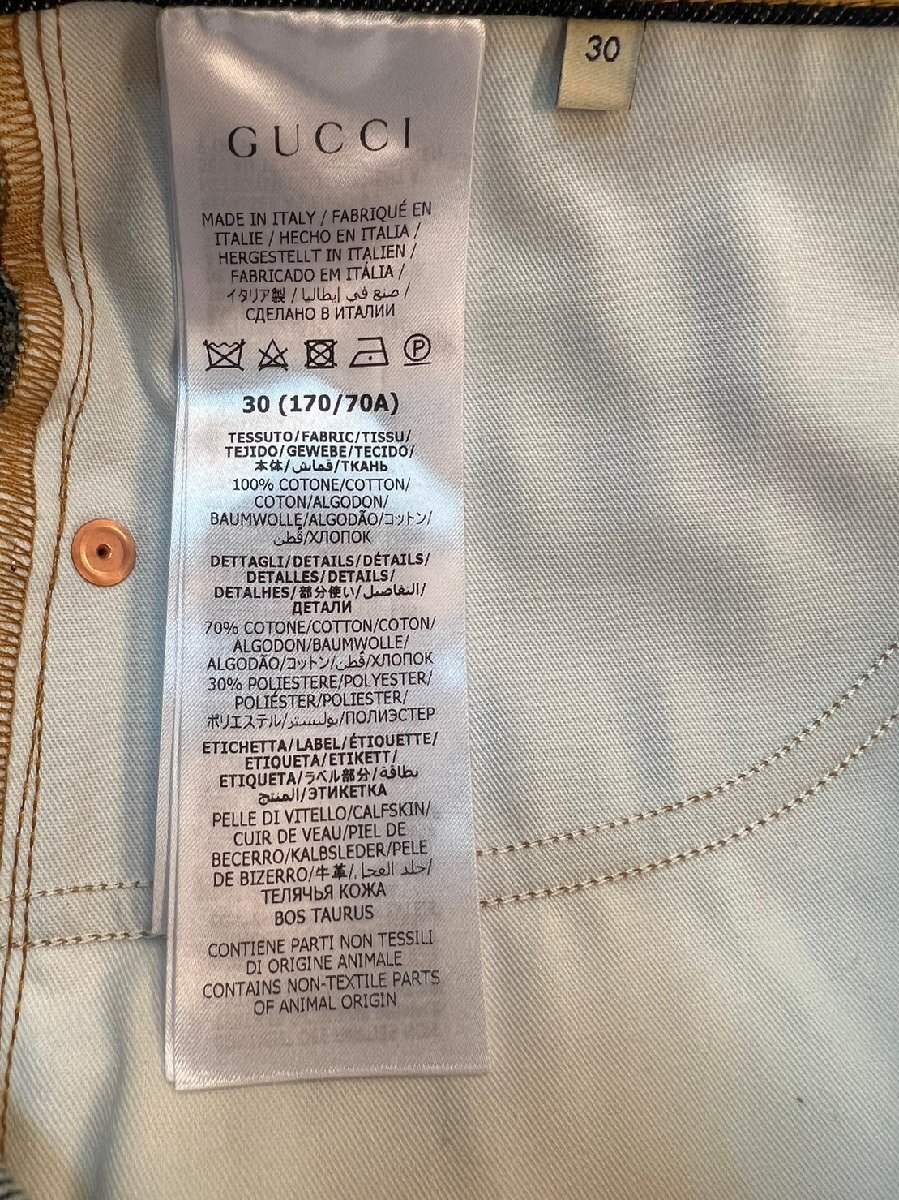 30
GUCCI
MADE IN ITALY / FABRIQUÉ EN
ITALIE / HECHO EN ITALIA /
HERGESTELLT IN ITALIEN /
FABRICADO EM ITÁLIA /
イタリア製 / صنع في إيطاليا /
СДЕЛАНО В ИТАЛИИ
P
30 (170/70A)
TESSUTO/FABRIC/TISSU/
TEJIDO/GEWEBE/TECIDO/
本体/قماش/ТКАНЬ
100% COTONE/COTTON/
COTON/ALGODON/
BAUMWOLLE/ALGODÃO/コットン/
قطن/ХЛОПОК
DETTAGLI/DETAILS/DÉTAILS/
DETALLES/DETAILS/
DETALHES/部分使い/التفاصيل/
ДЕТАЛИ
70% COTONE/COTTON/COTON/
ALGODON/BAUMWOLLE/
ALGODÃO/コットン/قطن/ХЛОПОК
30% POLIESTERE/POLYESTER/
POLIÉSTER/POLIESTER/
ポリエステル/بوليستر/ПОЛИЭСТЕР
ETICHETTA/LABEL/ÉTIQUETTE/
ETIQUETA/ETIKETT/
ETIQUETA/ラベル部分/بطاقة
المنتج/ЭТИКЕТКА
PELLE DI VITELLO/CALFSKIN/
CUIR DE VEAU/PIEL DE
BECERRO/KALBSLEDER/PELE
DE BIZERRO/牛革/جلد العجل/
ТЕЛЯЧЬЯ КОЖА
BOS TAURUS
CONTIENE PARTI NON TESSILI
DI ORIGINE ANIMALE
CONTAINS NON-TEXTILE PARTS
OF ANIMAL ORIGIN